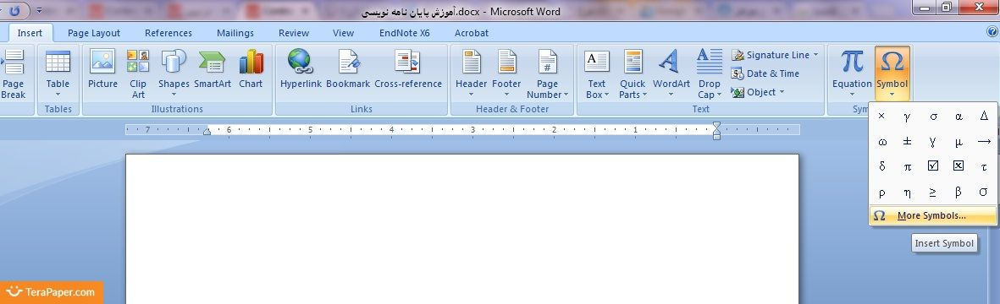 آموزش پایان نامه نویسی.docx - Microsoft Word
Insert Page Layout References Mailings Review View EndNote X6 Acrobat
Page Break
Table
Picture
Clip Art
Shapes
SmartArt
Chart
Hyperlink
Bookmark
Cross-reference
Header
Footer
Page Number
Text Box
Quick Parts
WordArt
Drop Cap
Signature Line
Date & Time
Object
Equation
Symbol
Tables
Illustrations
Links
Header & Footer
Text
Sym
7 6 5 4 3 2 1
× γ σ α Δ
ω ± ɣ μ →
δ π ☑ ☒ τ
ρ η ≥ β σ
Ω More Symbols...
Insert Symbol
TeraPaper.com